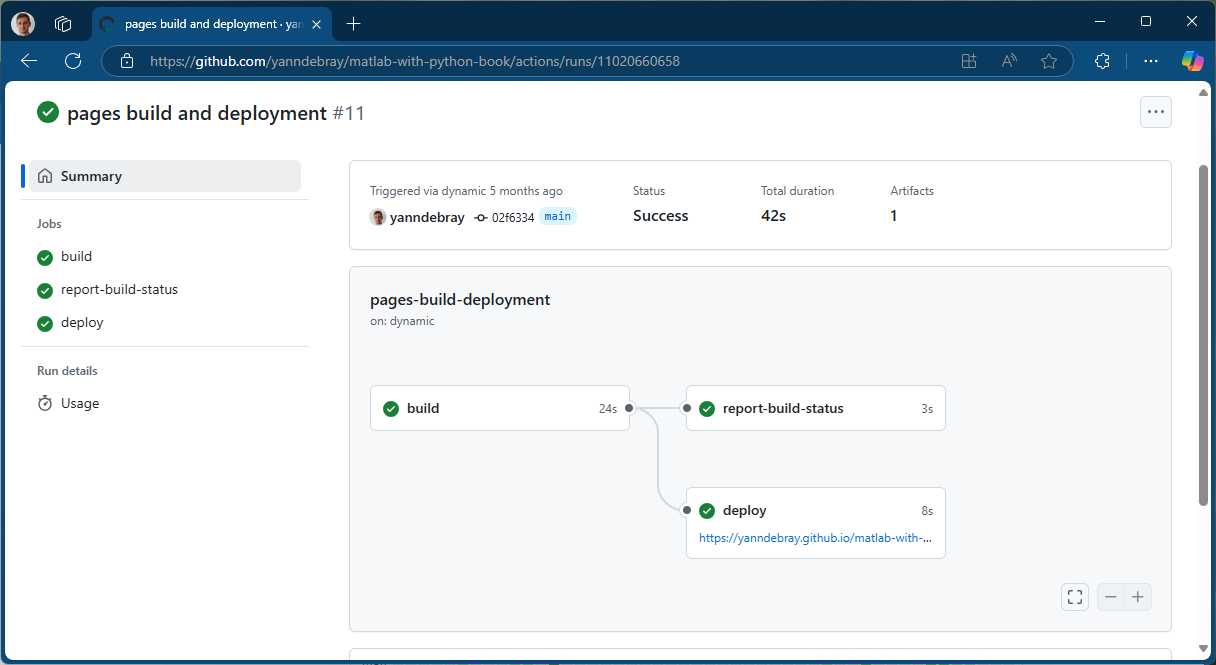 pages build and deployment · yan
https://github.com/yanndebray/matlab-with-python-book/actions/runs/11020660658
pages build and deployment #11
Summary
Jobs
build
report-build-status
deploy
Run details
Usage
Triggered via dynamic 5 months ago
yanndebray 02f6334 main
Status
Success
Total duration
42s
Artifacts
1
pages-build-deployment
on: dynamic
build 24s
report-build-status 3s
deploy 8s
https://yanndebray.github.io/matlab-with-...